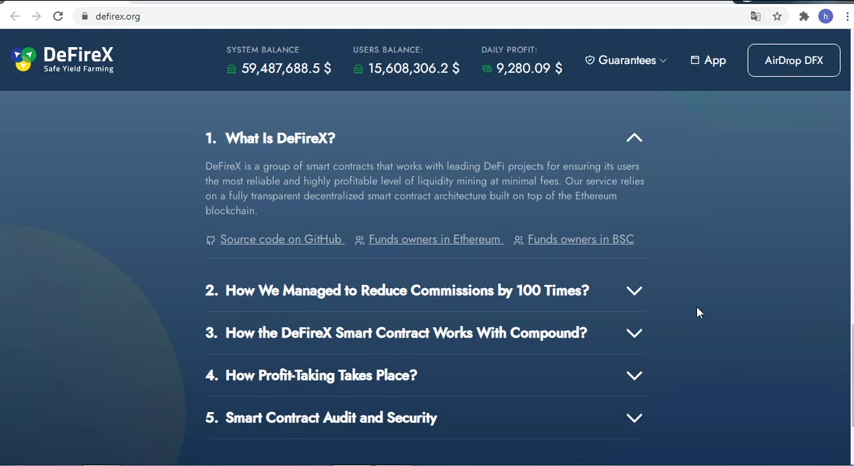 defirex.org
h
DeFireX
Safe Yield Farming
SYSTEM BALANCE
59,487,688.5 $
USERS BALANCE:
15,608,306.2 $
DAILY PROFIT:
9,280.09 $
Guarantees
App
AirDrop DFX
1. What Is DeFireX?
DeFireX is a group of smart contracts that works with leading DeFi projects for ensuring its users
the most reliable and highly profitable level of liquidity mining at minimal fees. Our service relies
on a fully transparent decentralized smart contract architecture built on top of the Ethereum
blockchain.
Source code on GitHub
Funds owners in Ethereum
Funds owners in BSC
2. How We Managed to Reduce Commissions by 100 Times?
3. How the DeFireX Smart Contract Works With Compound?
4. How Profit-Taking Takes Place?
5. Smart Contract Audit and Security